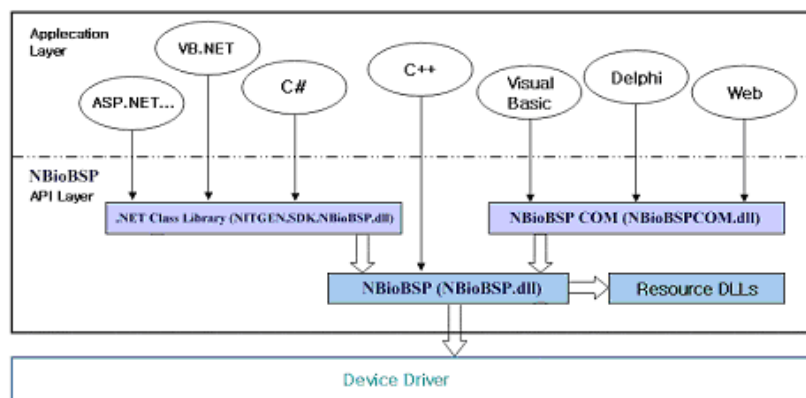 Applecation
Layer
ASP.NET...
VB.NET
C#
C++
Visual
Basic
Delphi
Web
NBioBSP
API Layer
.NET Class Library (NITGEN.SDK.NBioBSP.dll)
NBioBSP COM (NBioBSPCOM.dll)
NBioBSP (NBioBSP.dll)
Resource DLLs
Device Driver